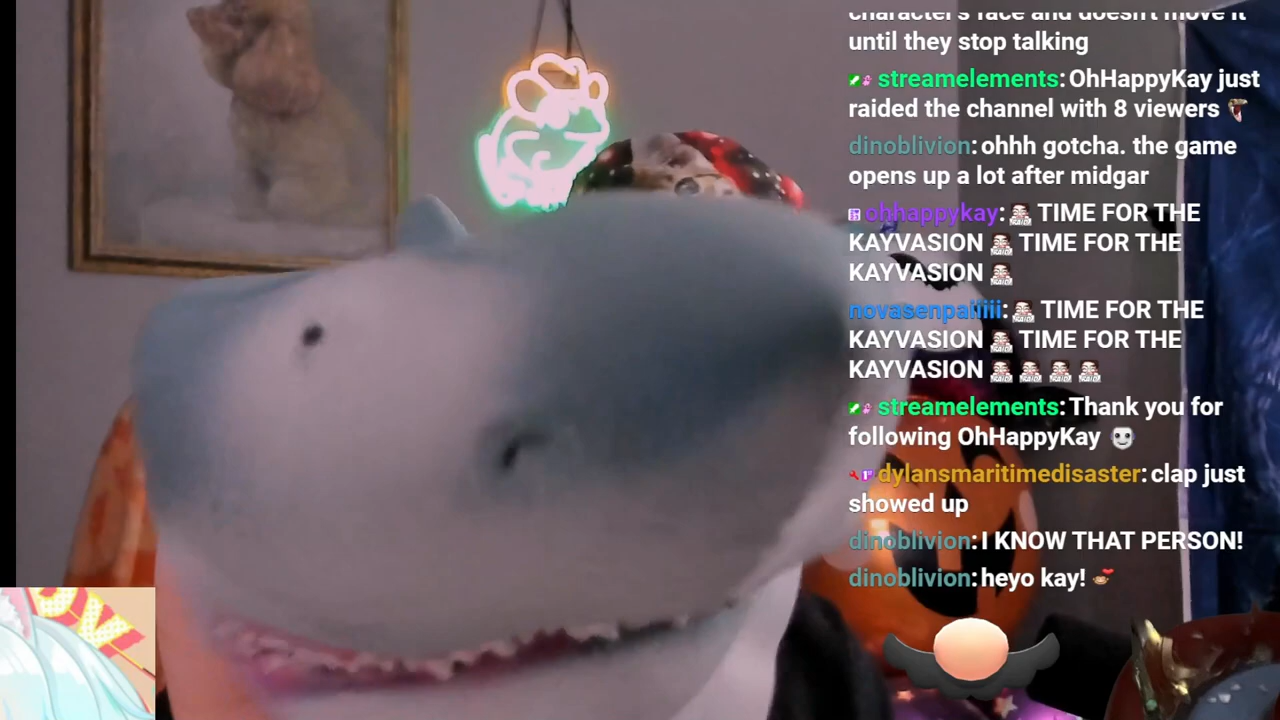 character's face and doesn't move it
until they stop talking
streamelements: OhHappyKay just
raided the channel with 8 viewers
dinoblivion: ohhh gotcha. the game
opens up a lot after midgar
ohhappykay: TIME FOR THE
KAYVASION TIME FOR THE
KAYVASION
novasenpaiiiii: TIME FOR THE
KAYVASION TIME FOR THE
KAYVASION
streamelements: Thank you for
following OhHappyKay
dylansmaritimedisaster: clap just
showed up
dinoblivion: I KNOW THAT PERSON!
dinoblivion: heyo kay!